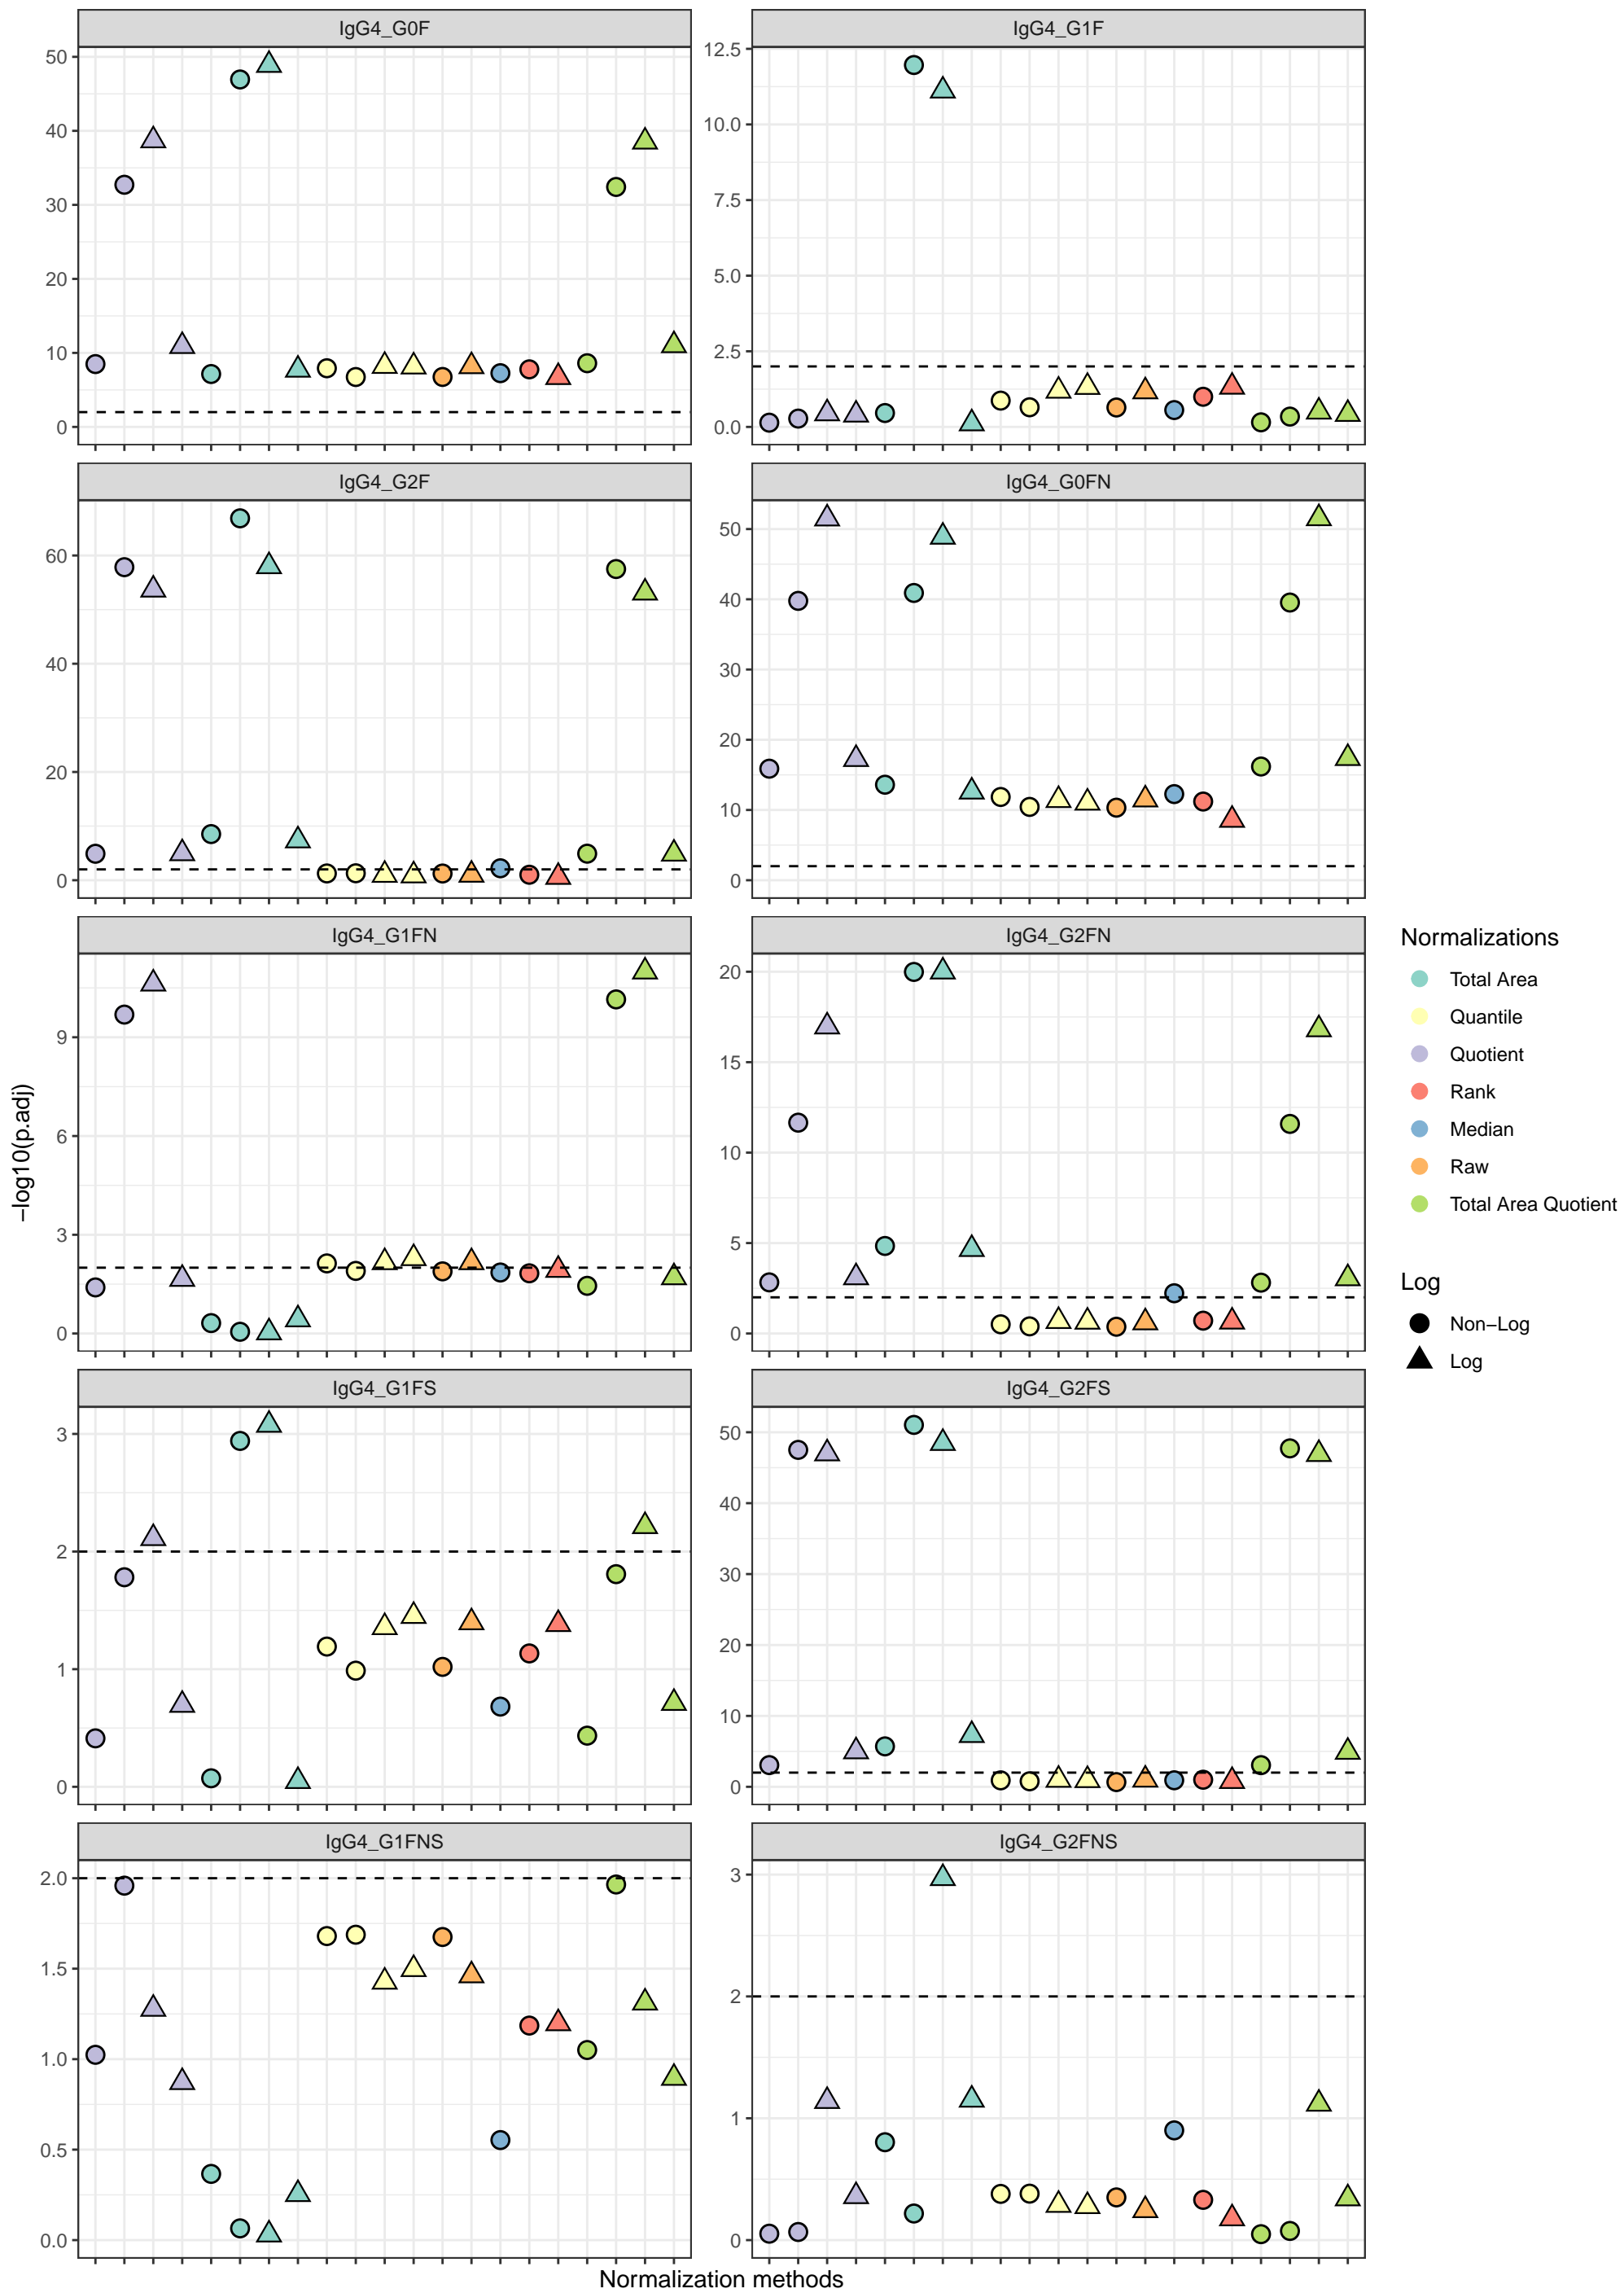 IgG4_G0F
IgG4_G1F
50
40
30
20
10
0
12.5
10.0
7.5
5.0
2.5
0.0
IgG4_G2F
IgG4_G0FN
60
40
20
0
50
40
30
20
10
0
IgG4_G1FN
IgG4_G2FN
9
6
3
0
20
15
10
5
0
IgG4_G1FS
IgG4_G2FS
3
2
1
0
50
40
30
20
10
0
IgG4_G1FNS
IgG4_G2FNS
2.0
1.5
1.0
0.5
0.0
3
2
1
0
−log10(p.adj)
Normalization methods
Normalizations
Total Area
Quantile
Quotient
Rank
Median
Raw
Total Area Quotient
Log
Non−Log
Log